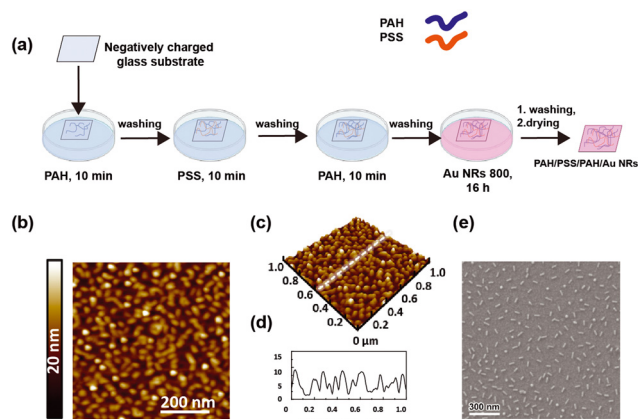 PAH
PSS
(a)
Negatively charged
glass substrate
washing
washing
washing
1. washing,
2.drying
PAH, 10 min
PSS, 10 min
PAH, 10 min
Au NRs 800,
16 h
PAH/PSS/PAH/Au NRs
(b)
20 nm
200 nm
(c)
1.0
0.8
0.6
0.4
0.2
0 µm
0.2
0.4
0.6
0.8
1.0
(d)
15
10
5
0
0
0.2
0.4
0.6
0.8
1.0
(e)
300 nm